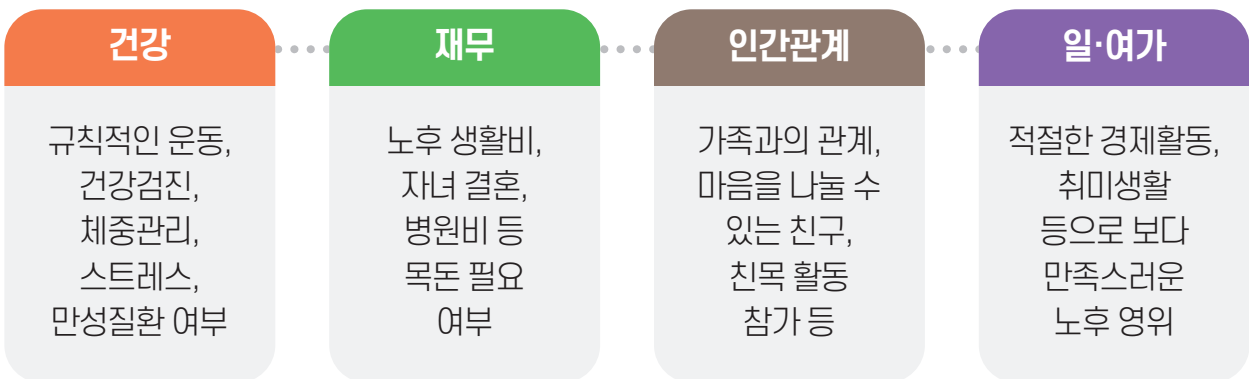 건강
규칙적인 운동,
건강검진,
체중관리,
스트레스,
만성질환 여부
재무
노후 생활비,
자녀 결혼,
병원비 등
목돈 필요
여부
인간관계
가족과의 관계,
마음을 나눌 수
있는 친구,
친목 활동
참가 등
일·여가
적절한 경제활동,
취미생활
등으로 보다
만족스러운
노후 영위